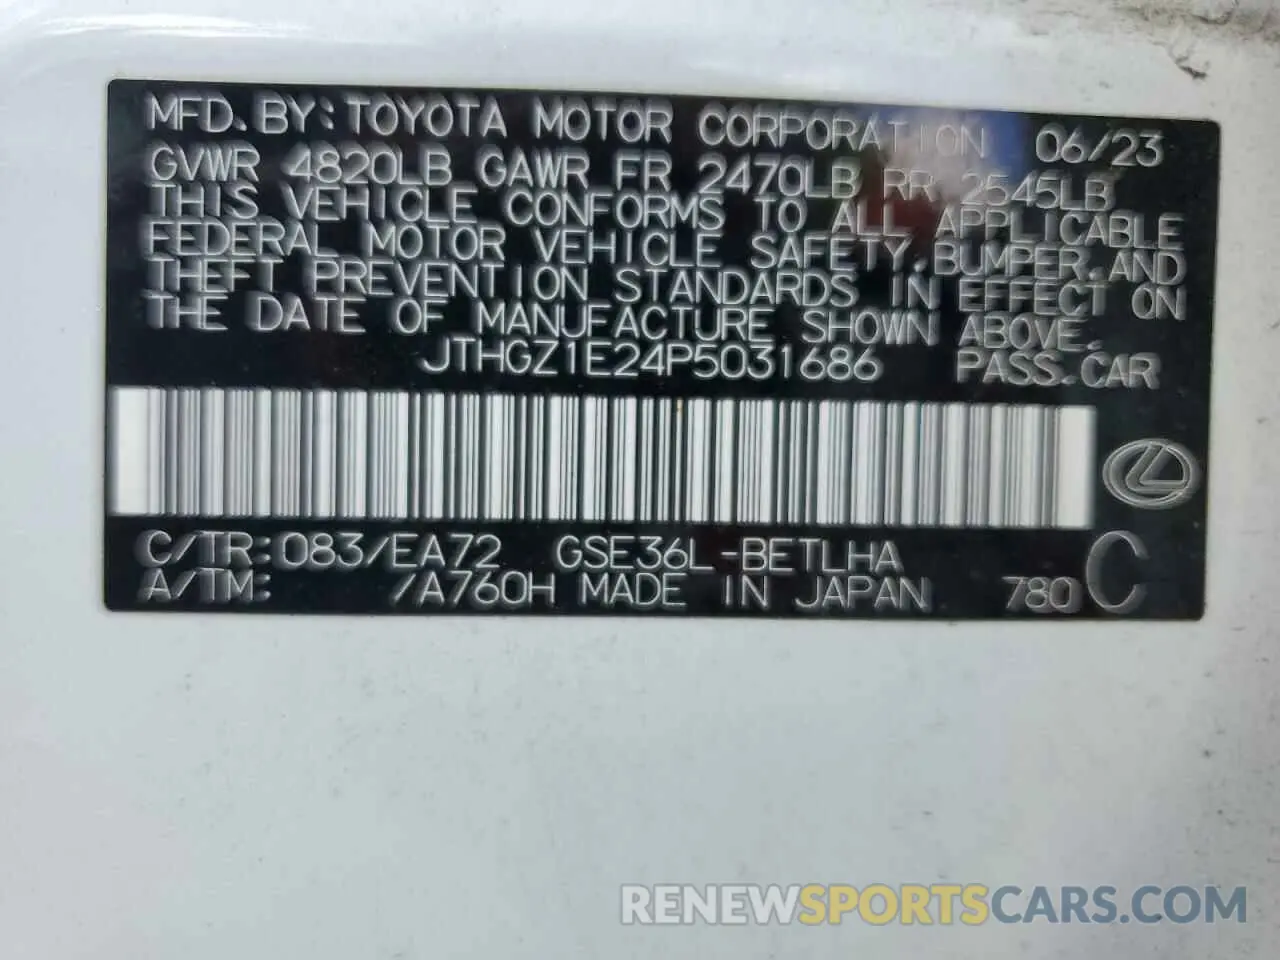 MFD.BY:TOYOTA MOTOR CORPORATION 06/23
GVWR 4820LB GAWR FR 2470LB RR 2545LB
THIS VEHICLE CONFORMS TO ALL APPLICABLE
FEDERAL MOTOR VEHICLE SAFETY,BUMPER,AND
THEFT PREVENTION STANDARDS IN EFFECT ON
THE DATE OF MANUFACTURE SHOWN ABOVE.
JTHGZ1E24P5031686 PASS.CAR
C/TR:083/EA72 GSE36L-BETLHA
A/TM: /A760H MADE IN JAPAN 780 C
RENEWSPORTSCARS.COM